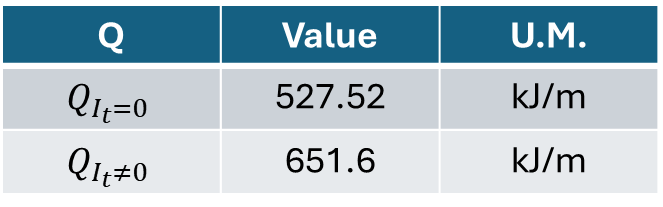 Q Value U.M.
Q_{I_t=0} 527.52 kJ/m
Q_{I_t≠0} 651.6 kJ/m